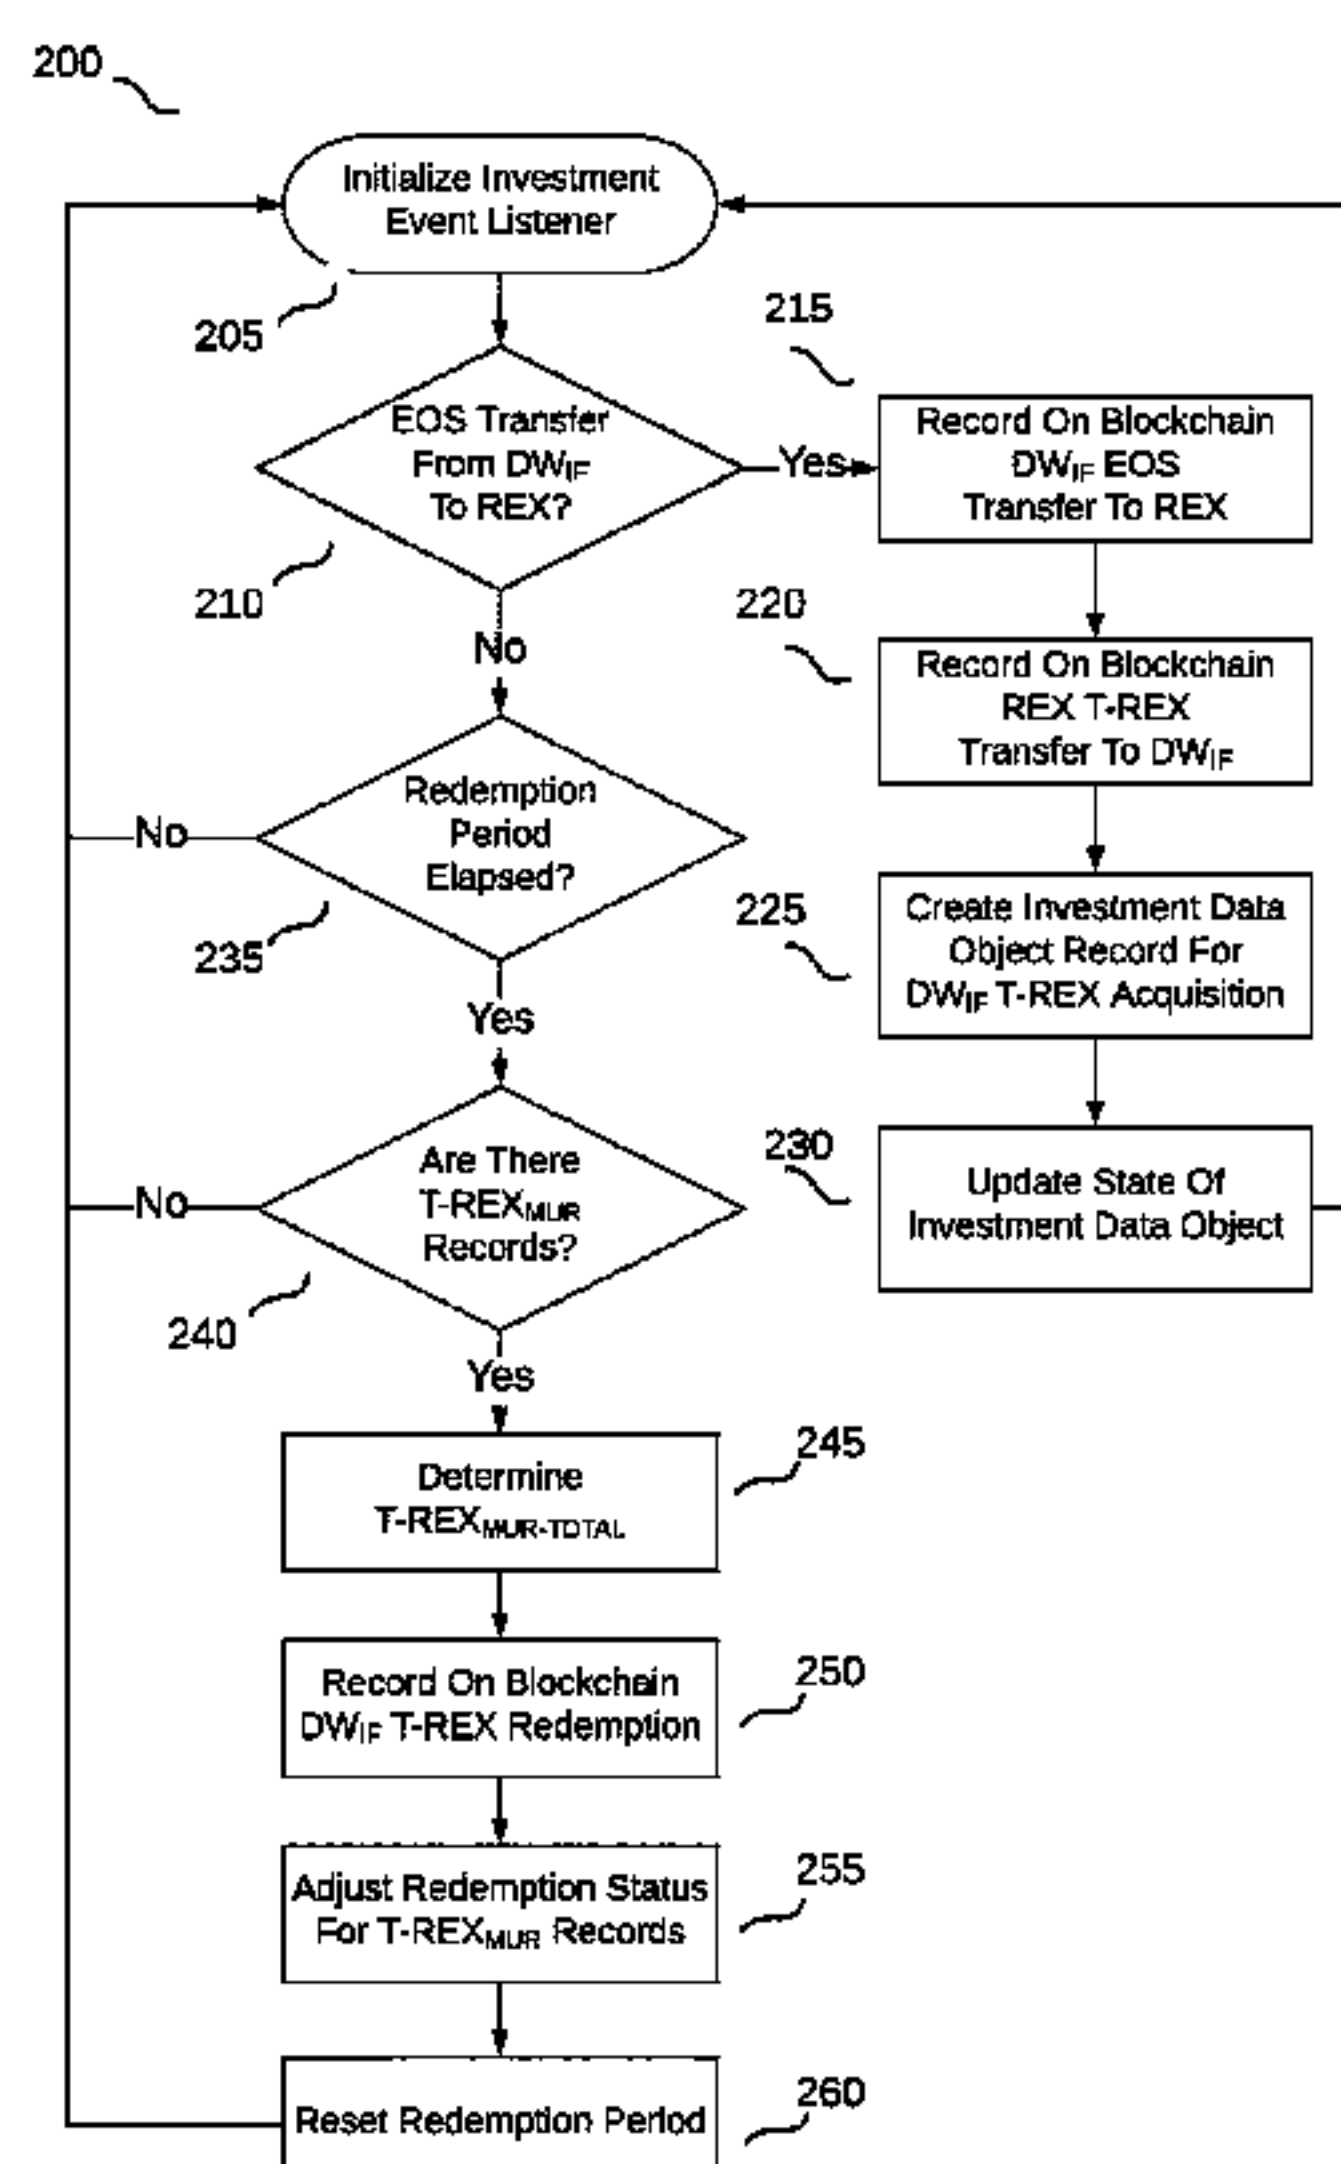 200
Initialize Investment
Event Listener
205
EOS Transfer
From DWIF
To REX?
210
Yes
215
Record On Blockchain
DWIF EOS
Transfer To REX
220
Record On Blockchain
REX T-REX
Transfer To DWIF
225
Create Investment Data
Object Record For
DWIF T-REX Acquisition
230
Update State Of
Investment Data Object
No
Redemption
Period
Elapsed?
235
No
Yes
Are There
T-REXMUR
Records?
240
No
Yes
Determine
T-REXMUR-TOTAL
245
Record On Blockchain
DWIF T-REX Redemption
250
Adjust Redemption Status
For T-REXMUR Records
255
Reset Redemption Period
260